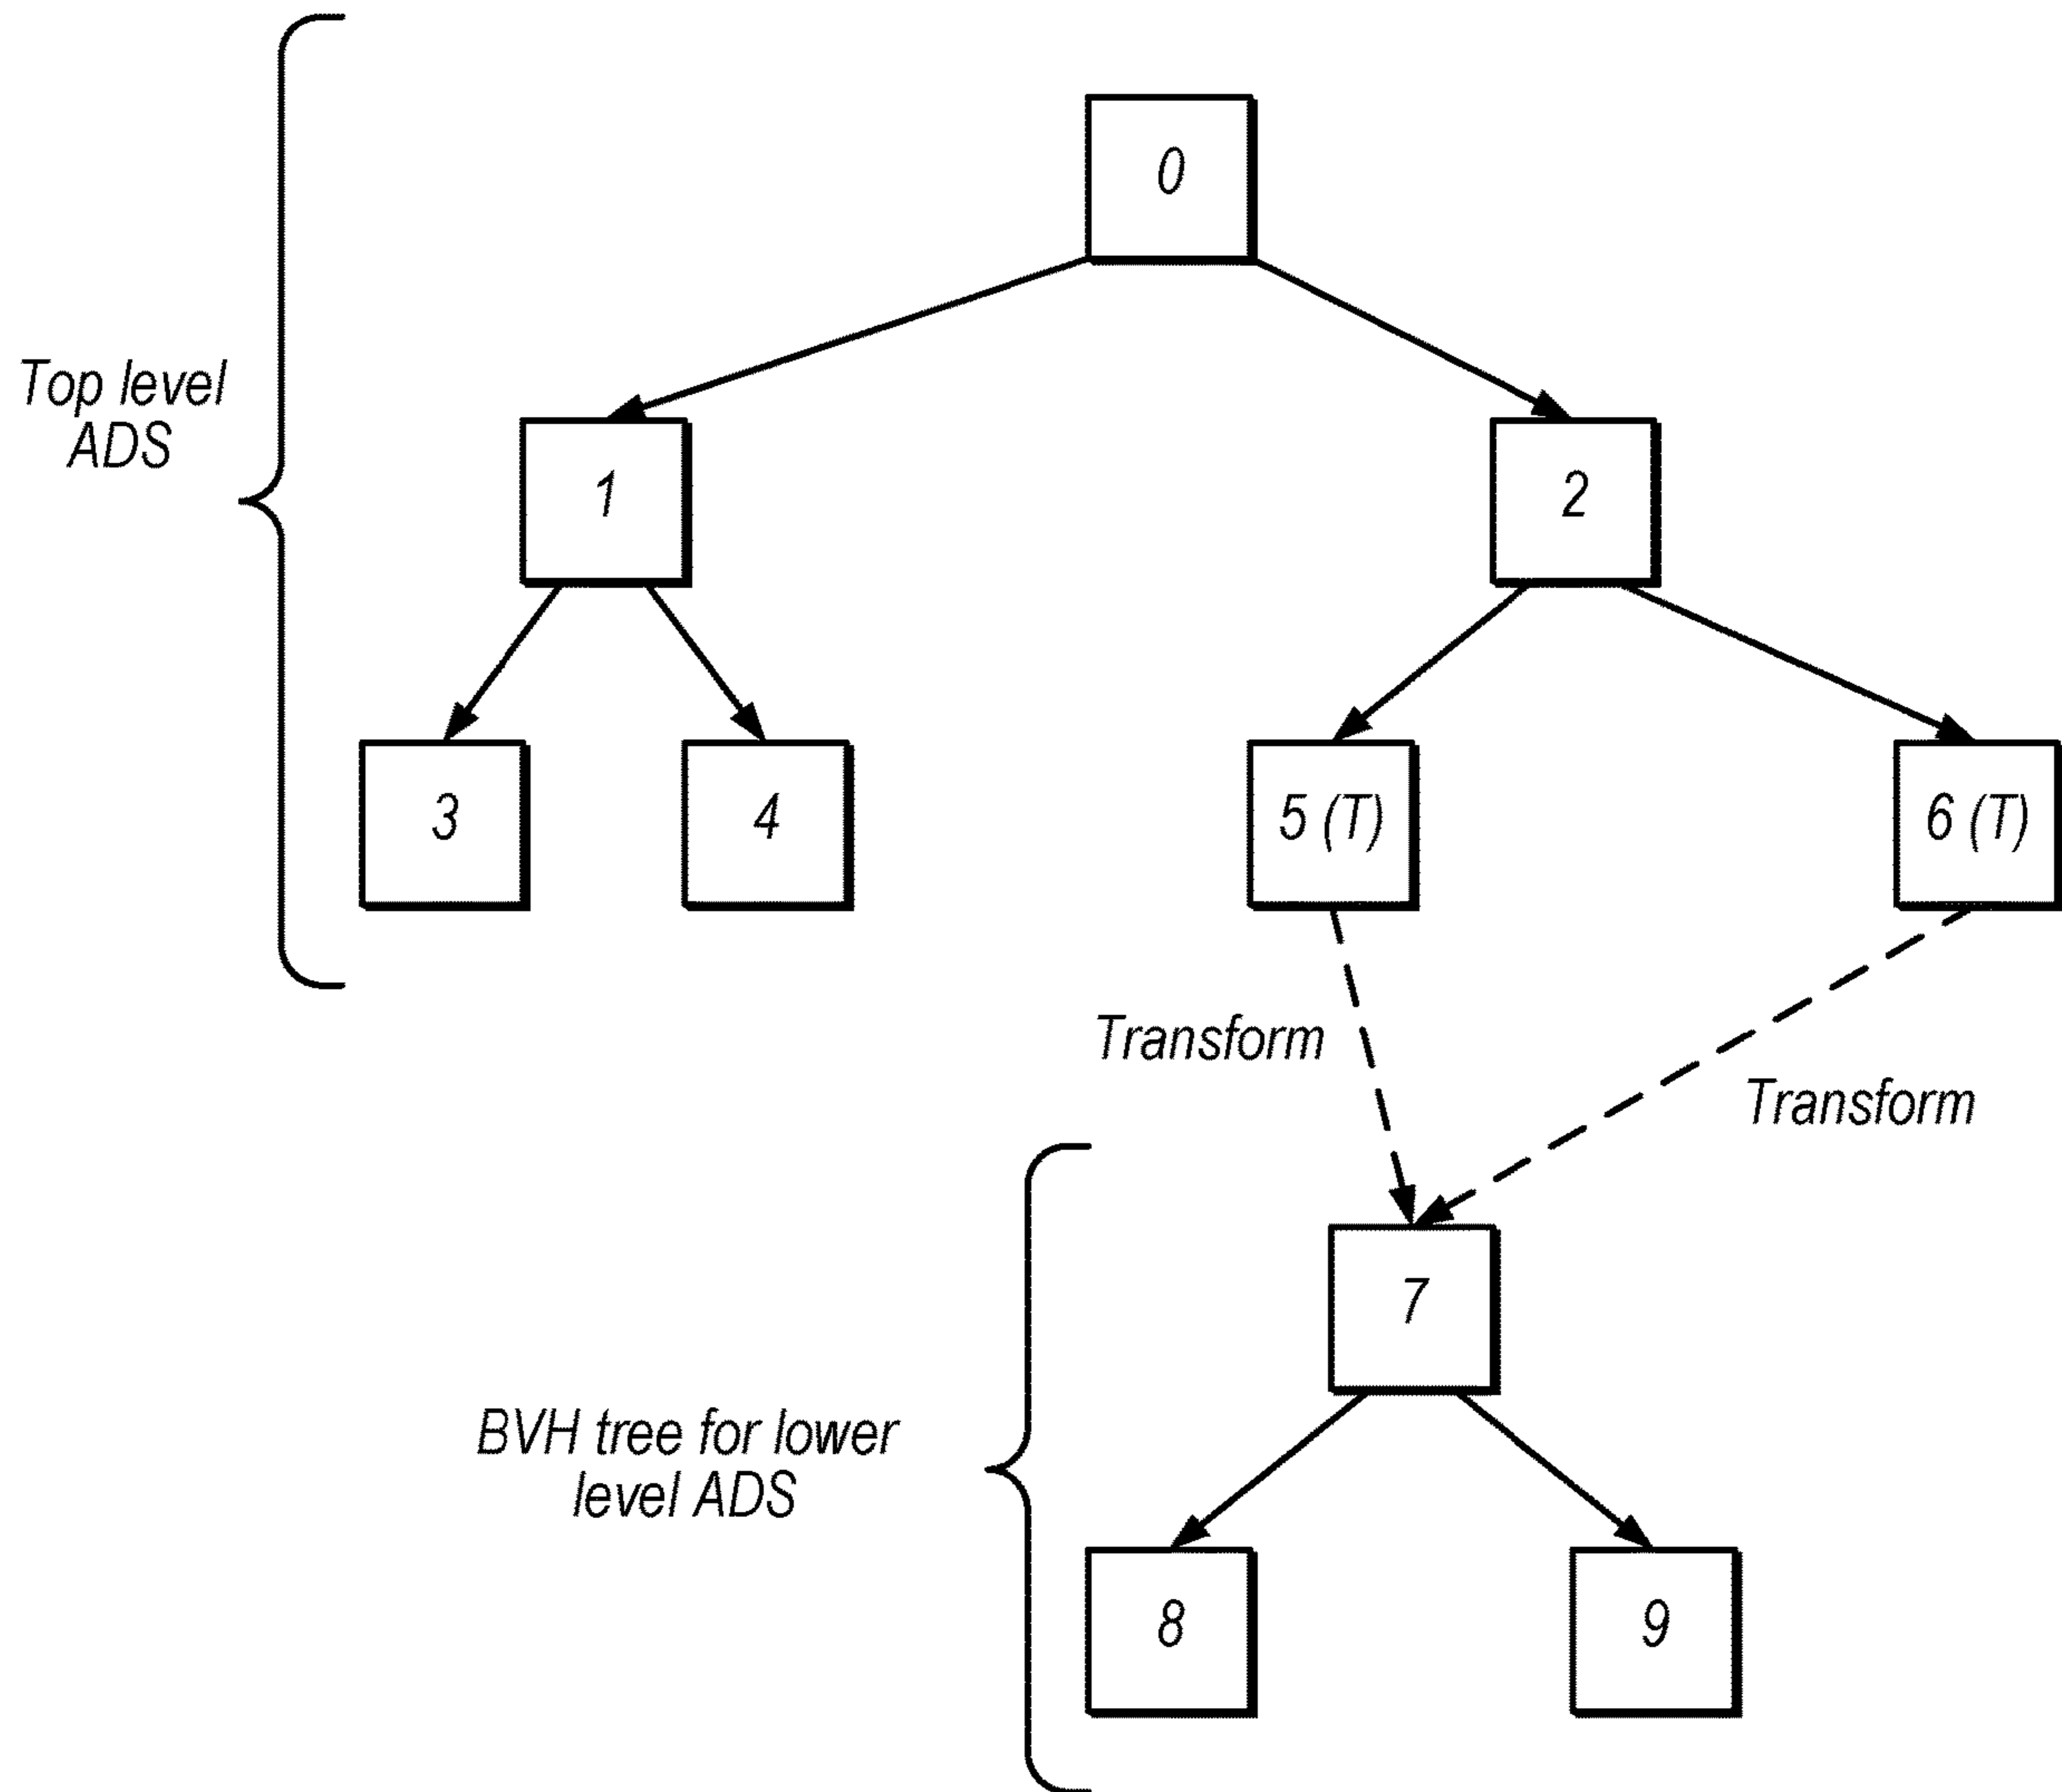 0
Top level
ADS
1
2
3
4
5 (T)
6 (T)
Transform
Transform
7
BVH tree for lower
level ADS
8
9